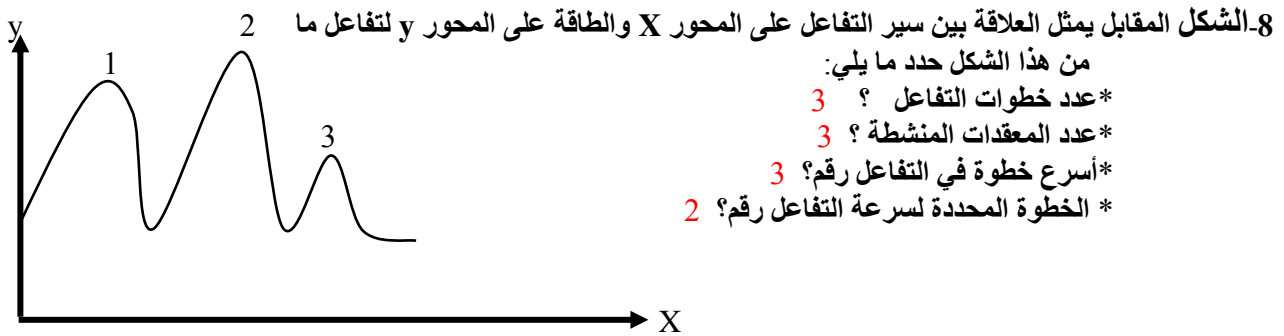 8-الشكل المقابل يمثل العلاقة بين سير التفاعل على المحور X والطاقة على المحور y لتفاعل ما
من هذا الشكل حدد ما يلي:
*عدد خطوات التفاعل ؟ 3
*عدد المعقدات المنشطة ؟ 3
*أسرع خطوة في التفاعل رقم؟ 3
* الخطوة المحددة لسرعة التفاعل رقم؟ 2
y
1
2
3
X